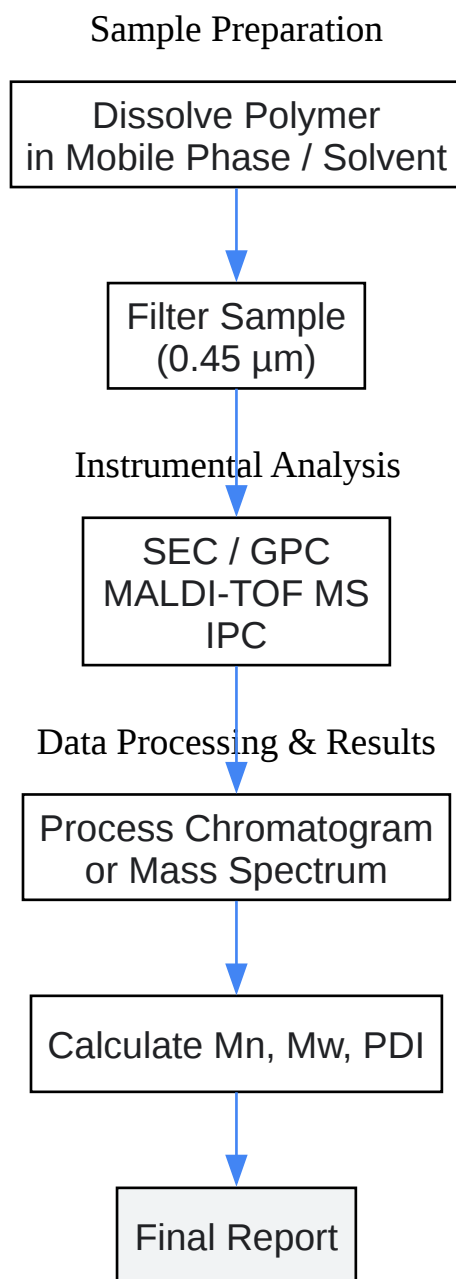 Sample Preparation
Dissolve Polymer
in Mobile Phase / Solvent
Filter Sample
(0.45 µm)
Instrumental Analysis
SEC / GPC
MALDI-TOF MS
IPC
Data Processing & Results
Process Chromatogram
or Mass Spectrum
Calculate Mn, Mw, PDI
Final Report